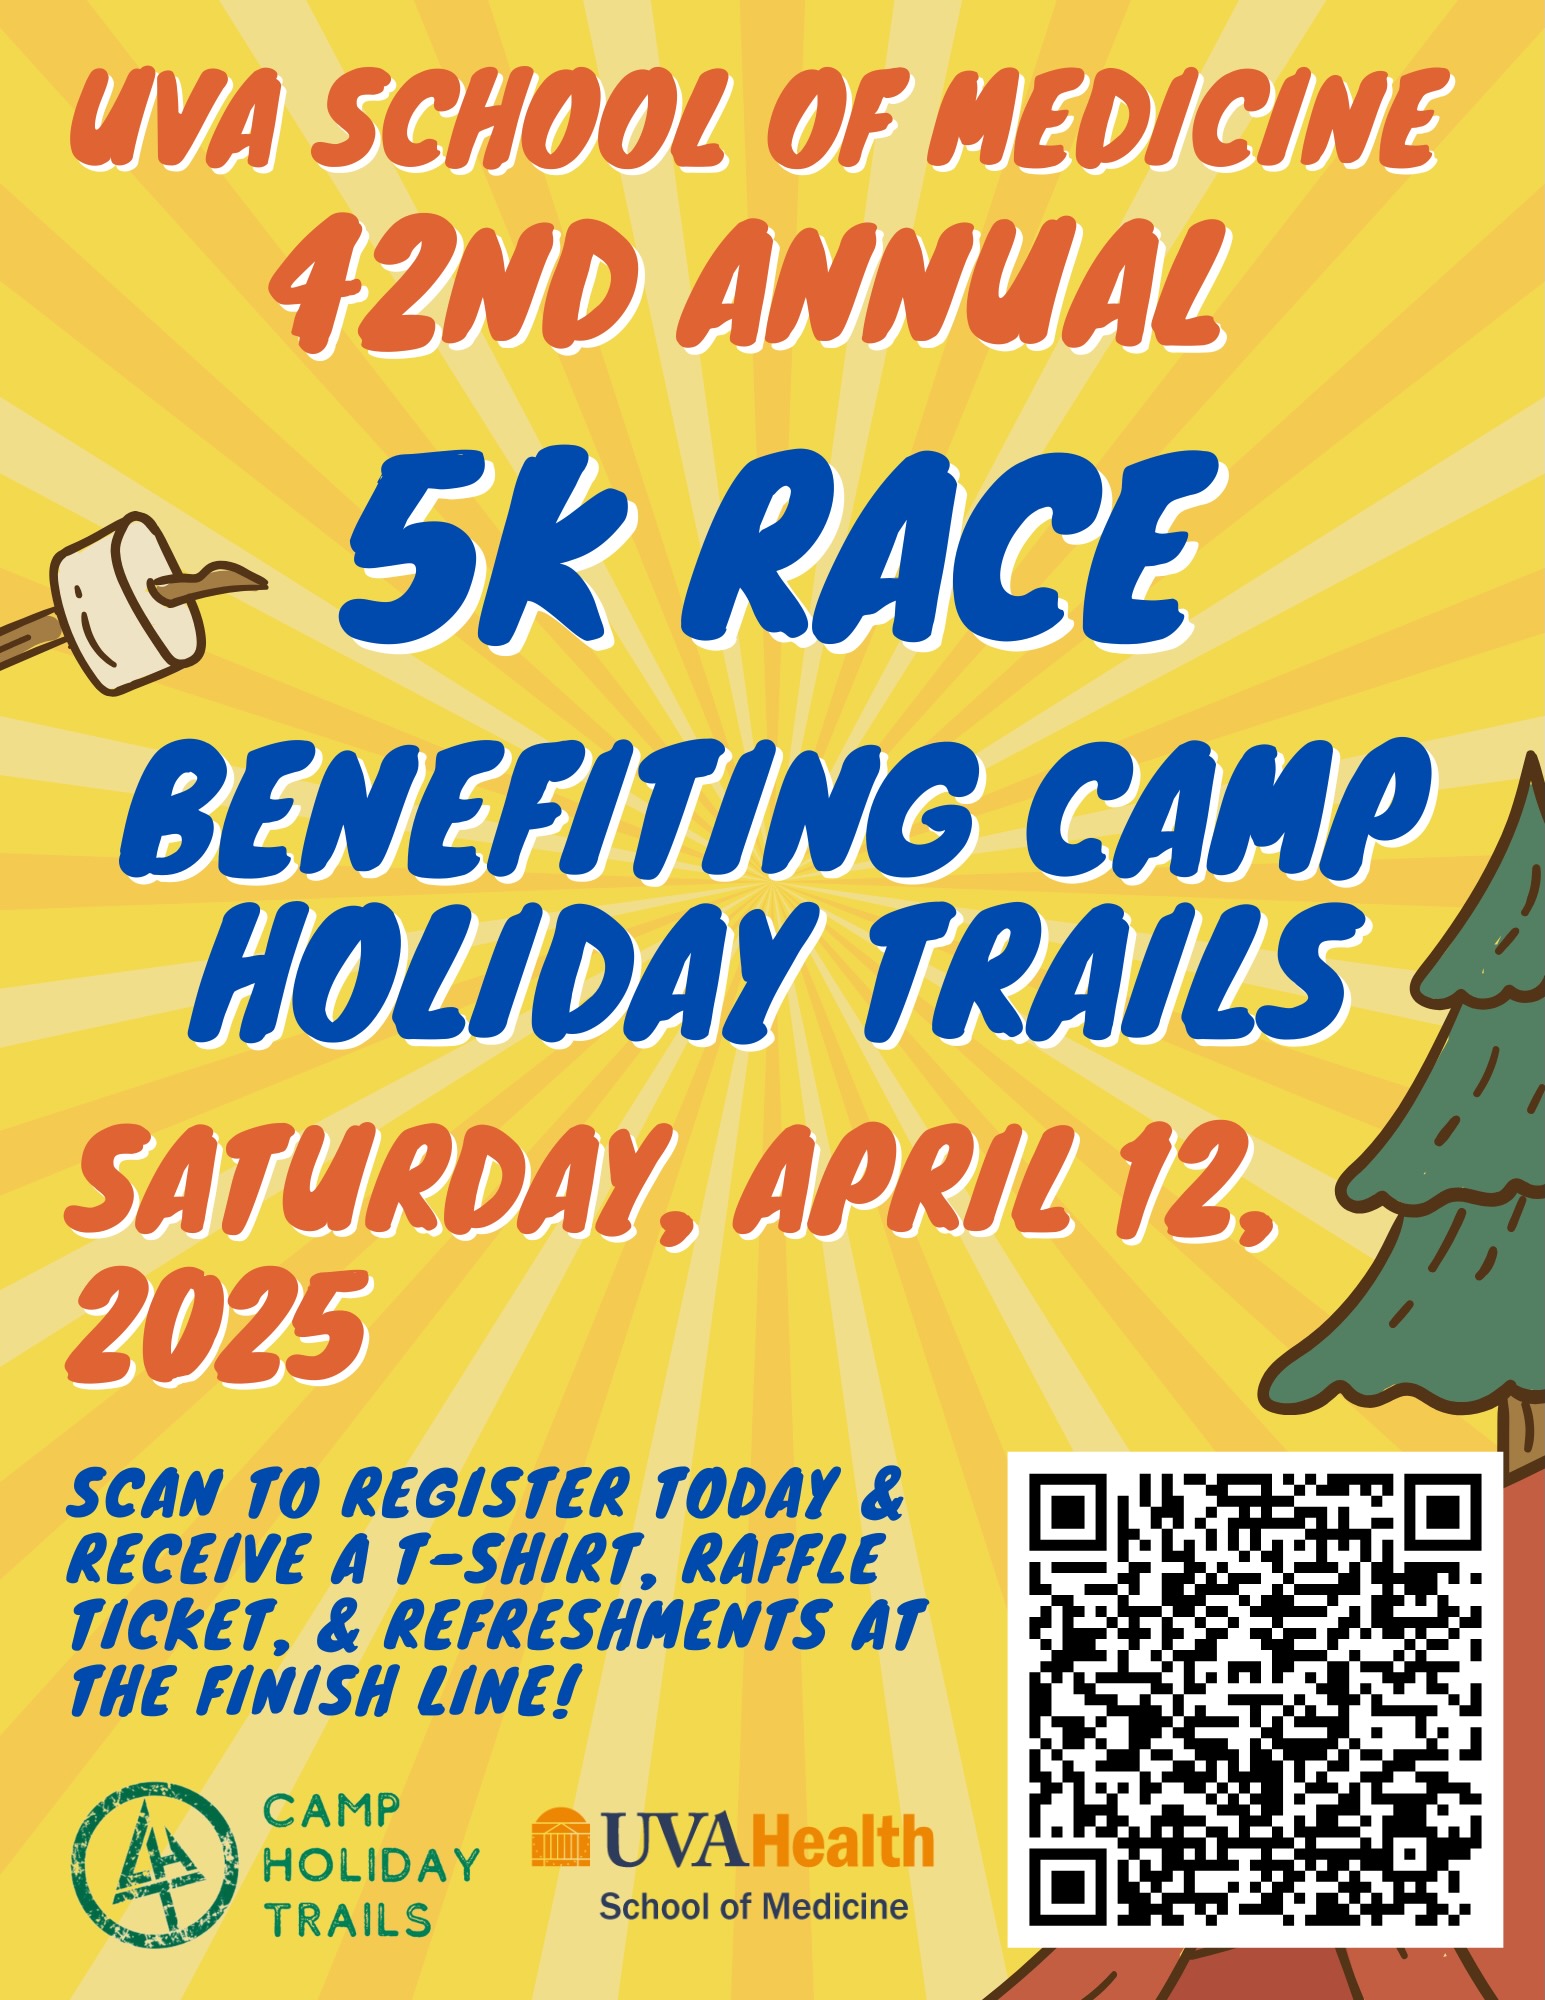 UVA SCHOOL OF MEDICINE
42ND ANNUAL
5K RACE
BENEFITING CAMP
HOLIDAY TRAILS
SATURDAY, APRIL 12,
2025
SCAN TO REGISTER TODAY &
RECEIVE A T-SHIRT, RAFFLE
TICKET, & REFRESHMENTS AT
THE FINISH LINE!
CAMP
HOLIDAY
TRAILS
UVAHealth
School of Medicine